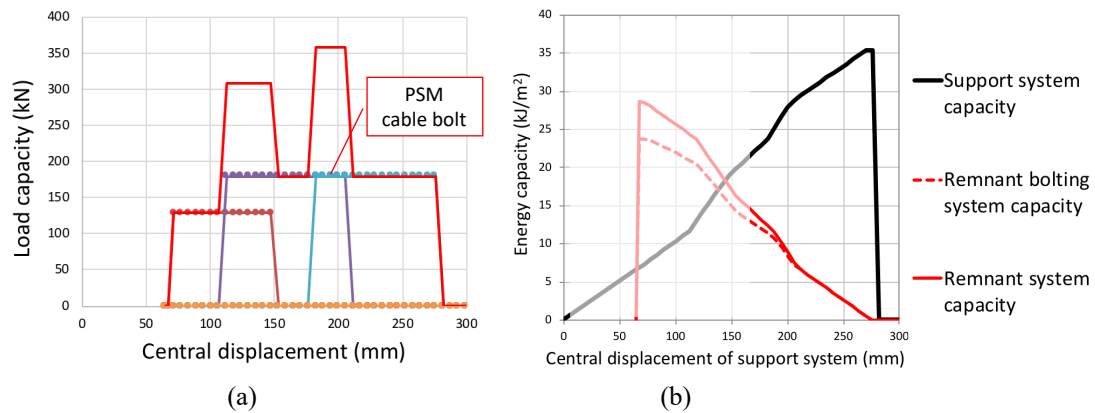 400
350
300
250
200
150
100
50
0
Load capacity (kN)
PSM
cable bolt
0
50
100
150
200
250
300
Central displacement (mm)
(a)
40
35
30
25
20
15
10
5
0
Energy capacity (kJ/m²)
0
50
100
150
200
250
300
Central displacement of support system (mm)
(b)
Support system
capacity
Remnant bolting
system capacity
Remnant system
capacity